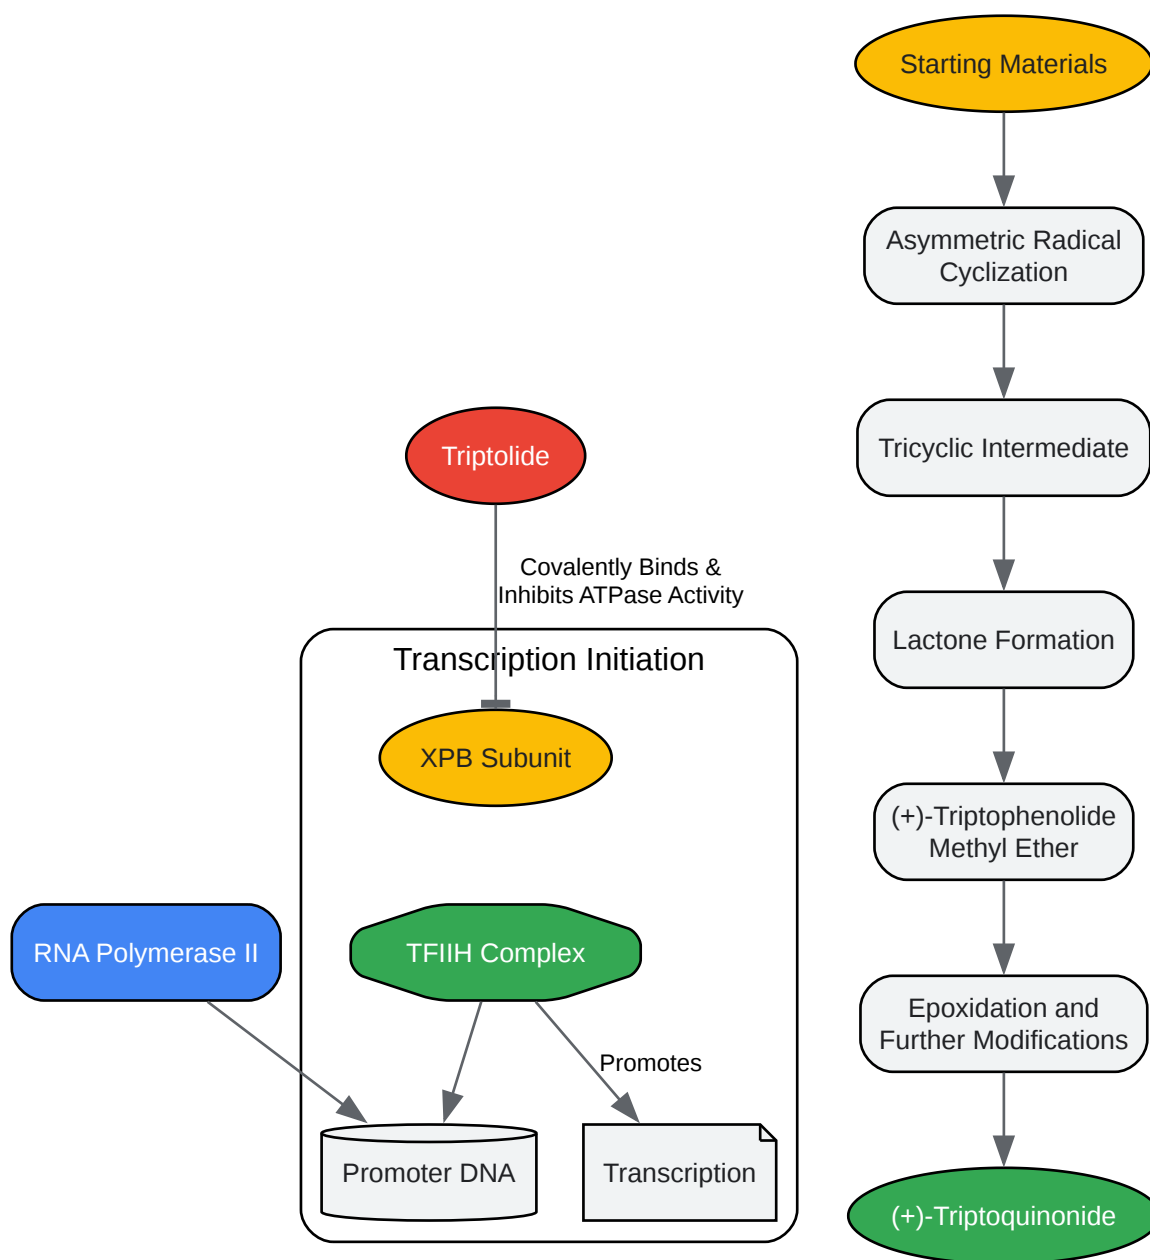 Starting Materials
Asymmetric Radical
Cyclization
Tricyclic Intermediate
Lactone Formation
(+)-Triptophenolide
Methyl Ether
Epoxidation and
Further Modifications
(+)-Triptoquinonide
Triptolide
Covalently Binds &
Inhibits ATPase Activity
Transcription Initiation
XPB Subunit
RNA Polymerase II
TFIIH Complex
Promotes
Promoter DNA
Transcription